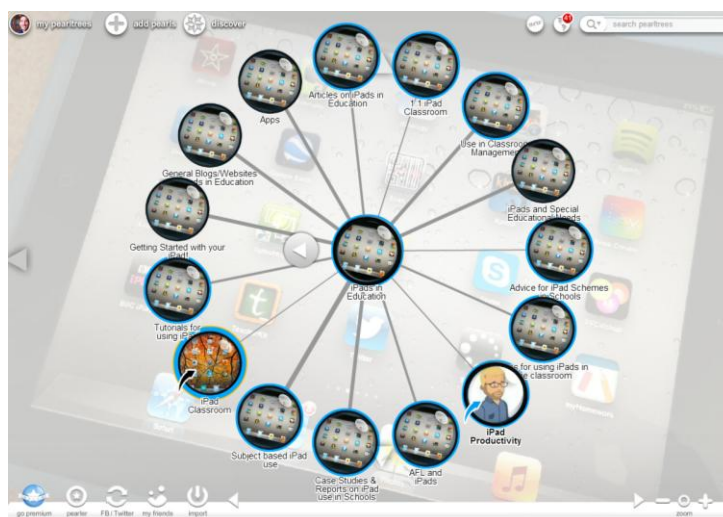 my pearltrees
add pearls
discover
new
41
search pearltrees
Articles on iPads in
Education
1:1 iPad
Classroom
Apps
Use in Classroom
Management
General Blogs/Websites
in Education
iPads and Special
Educational Needs
Getting Started with your
iPad!
iPads in
Education
Advice for iPad Schemes
in Schools
Tutorials for
using
for using iPads in
classroom
iPad
Classroom
iPad
Productivity
Subject based iPad
use
Case Studies &
Reports on iPad
use in Schools
AFL and
iPads
go premium
pearler
FB / Twitter
my friends
import
zoom